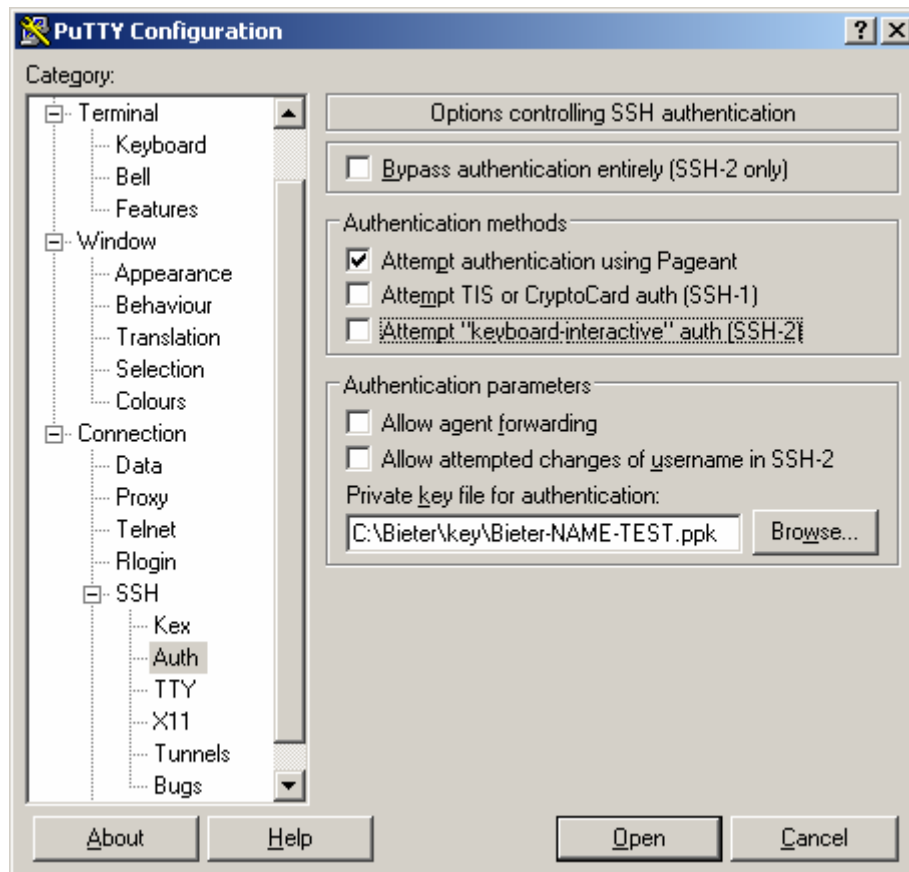 PuTTY Configuration
Category:
Terminal
Keyboard
Bell
Features
Window
Appearance
Behaviour
Translation
Selection
Colours
Connection
Data
Proxy
Telnet
Rlogin
SSH
Kex
Auth
TTY
X11
Tunnels
Bugs
Options controlling SSH authentication
Bypass authentication entirely (SSH-2 only)
Authentication methods
Attempt authentication using Pageant
Attempt TIS or CryptoCard auth (SSH-1)
Attempt "keyboard-interactive" auth (SSH-2)
Authentication parameters
Allow agent forwarding
Allow attempted changes of username in SSH-2
Private key file for authentication:
C:\Bieter\key\Bieter-NAME-TEST.ppk Browse...
About Help Open Cancel